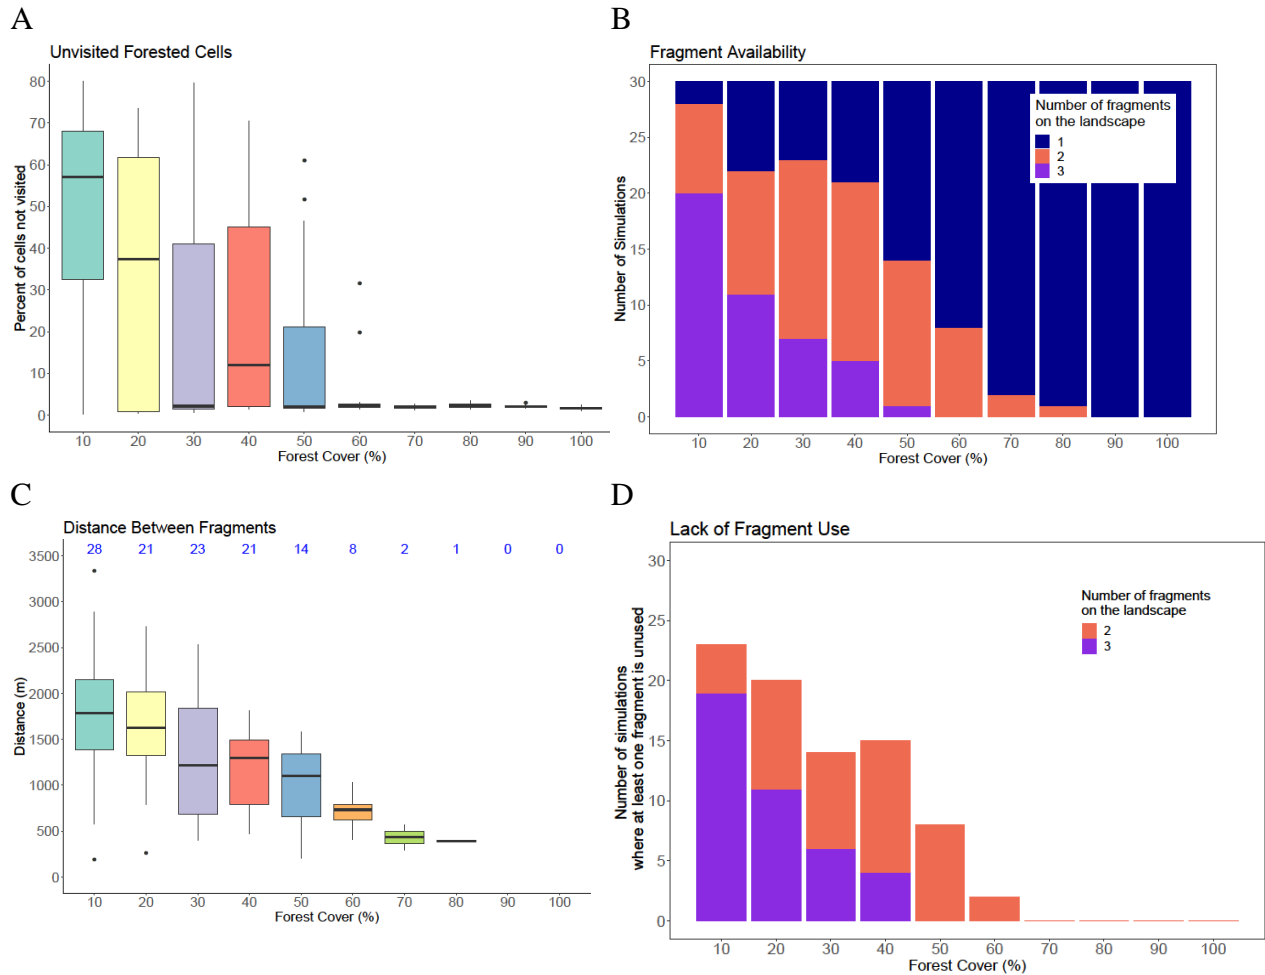 A
Unvisited Forested Cells
Percent of cells not visited
80
70
60
50
40
30
20
10
0
10 20 30 40 50 60 70 80 90 100
Forest Cover (%)
B
Fragment Availability
Number of Simulations
30
25
20
15
10
5
0
Number of fragments
on the landscape
1
2
3
10 20 30 40 50 60 70 80 90 100
Forest Cover (%)
C
Distance Between Fragments
28 21 23 21 14 8 2 1 0 0
Distance (m)
3500
3000
2500
2000
1500
1000
500
0
10 20 30 40 50 60 70 80 90 100
Forest Cover (%)
D
Lack of Fragment Use
Number of simulations
where at least one fragment is unused
30
25
20
15
10
5
0
Number of fragments
on the landscape
2
3
10 20 30 40 50 60 70 80 90 100
Forest Cover (%)